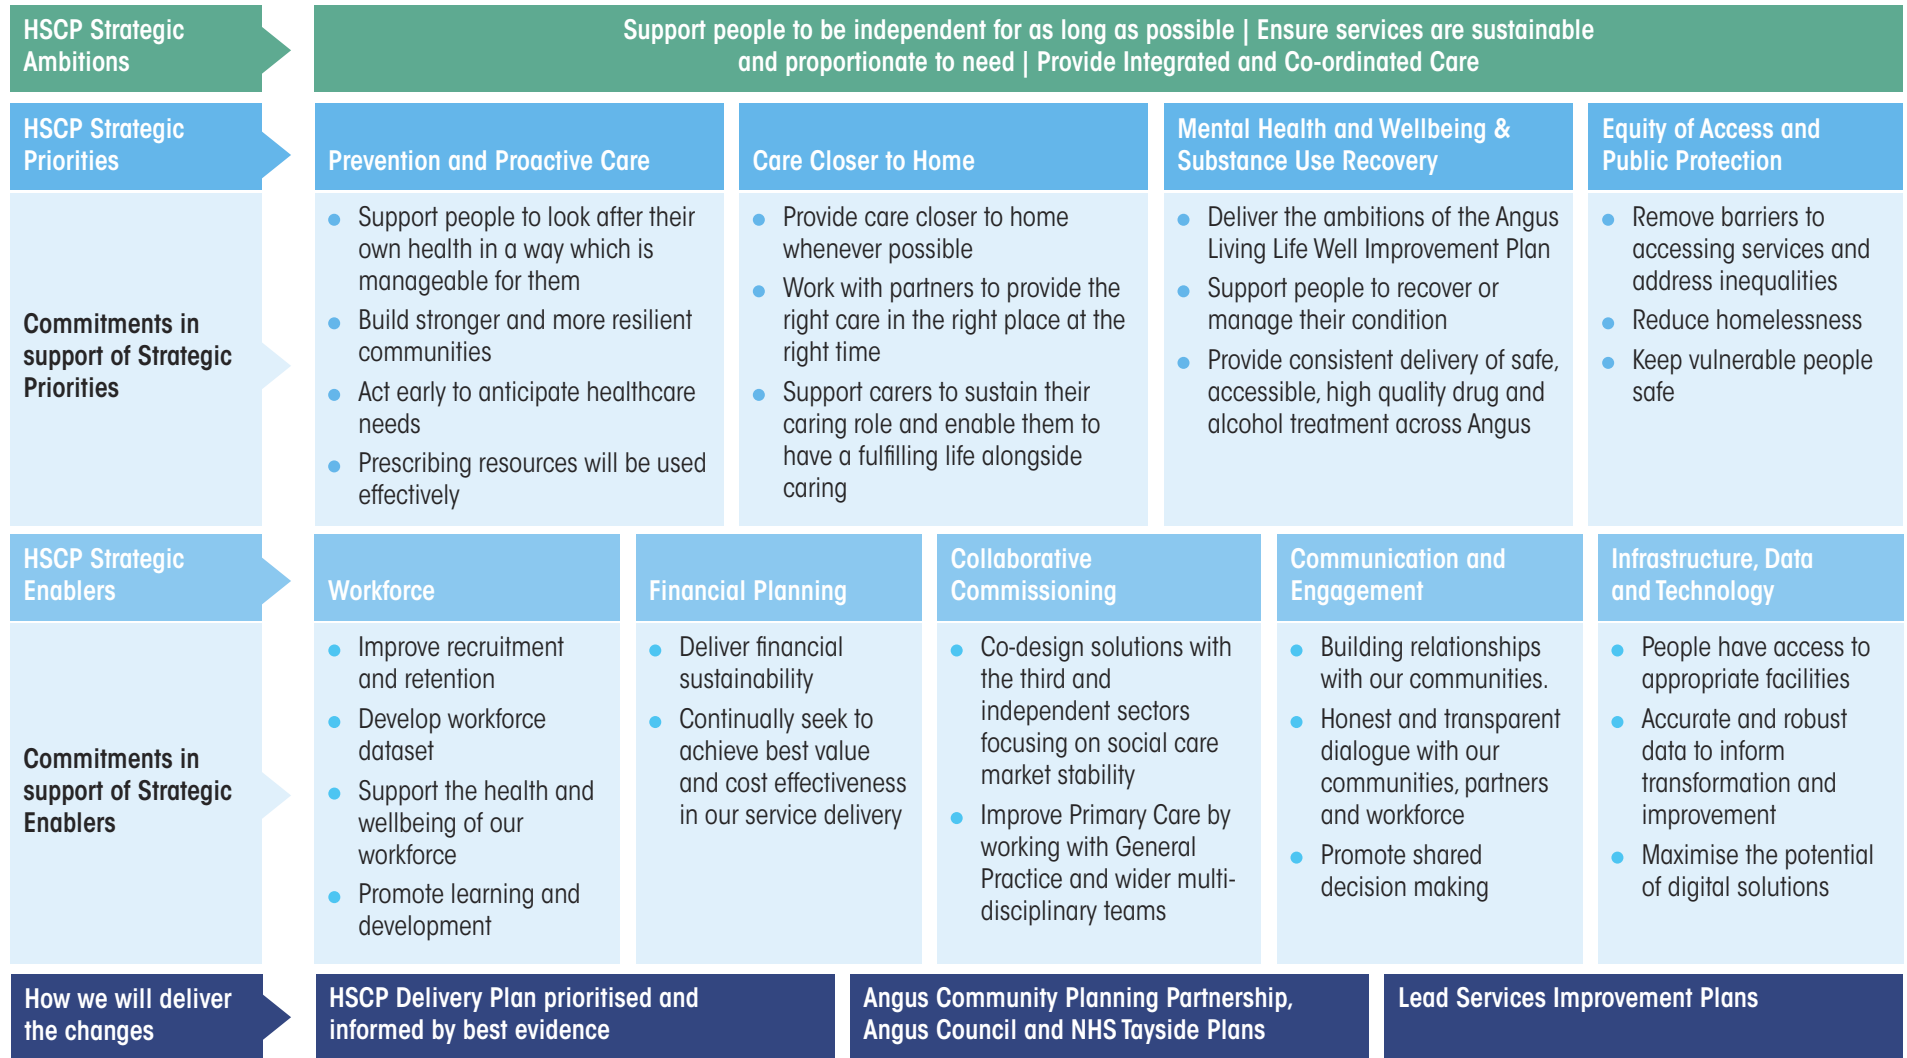 HSCP Strategic
Ambitions
Support people to be independent for as long as possible | Ensure services are sustainable
and proportionate to need | Provide Integrated and Co-ordinated Care
HSCP Strategic
Priorities
Prevention and Proactive Care
Care Closer to Home
Mental Health and Wellbeing &
Substance Use Recovery
Equity of Access and
Public Protection
Commitments in
support of Strategic
Priorities
● Support people to look after their
own health in a way which is
manageable for them
● Build stronger and more resilient
communities
● Act early to anticipate healthcare
needs
● Prescribing resources will be used
effectively
● Provide care closer to home
whenever possible
● Work with partners to provide the
right care in the right place at the
right time
● Support carers to sustain their
caring role and enable them to
have a fulfilling life alongside
caring
● Deliver the ambitions of the Angus
Living Life Well Improvement Plan
● Support people to recover or
manage their condition
● Provide consistent delivery of safe,
accessible, high quality drug and
alcohol treatment across Angus
● Remove barriers to
accessing services and
address inequalities
● Reduce homelessness
● Keep vulnerable people
safe
HSCP Strategic
Enablers
Workforce
Financial Planning
Collaborative
Commissioning
Communication and
Engagement
Infrastructure, Data
and Technology
Commitments in
support of Strategic
Enablers
● Improve recruitment
and retention
● Develop workforce
dataset
● Support the health and
wellbeing of our
workforce
● Promote learning and
development
● Deliver financial
sustainability
● Continually seek to
achieve best value
and cost effectiveness
in our service delivery
● Co-design solutions with
the third and
independent sectors
focusing on social care
market stability
● Improve Primary Care by
working with General
Practice and wider multi-
disciplinary teams
● Building relationships
with our communities.
● Honest and transparent
dialogue with our
communities, partners
and workforce
● Promote shared
decision making
● People have access to
appropriate facilities
● Accurate and robust
data to inform
transformation and
improvement
● Maximise the potential
of digital solutions
How we will deliver
the changes
HSCP Delivery Plan prioritised and
informed by best evidence
Angus Community Planning Partnership,
Angus Council and NHS Tayside Plans
Lead Services Improvement Plans